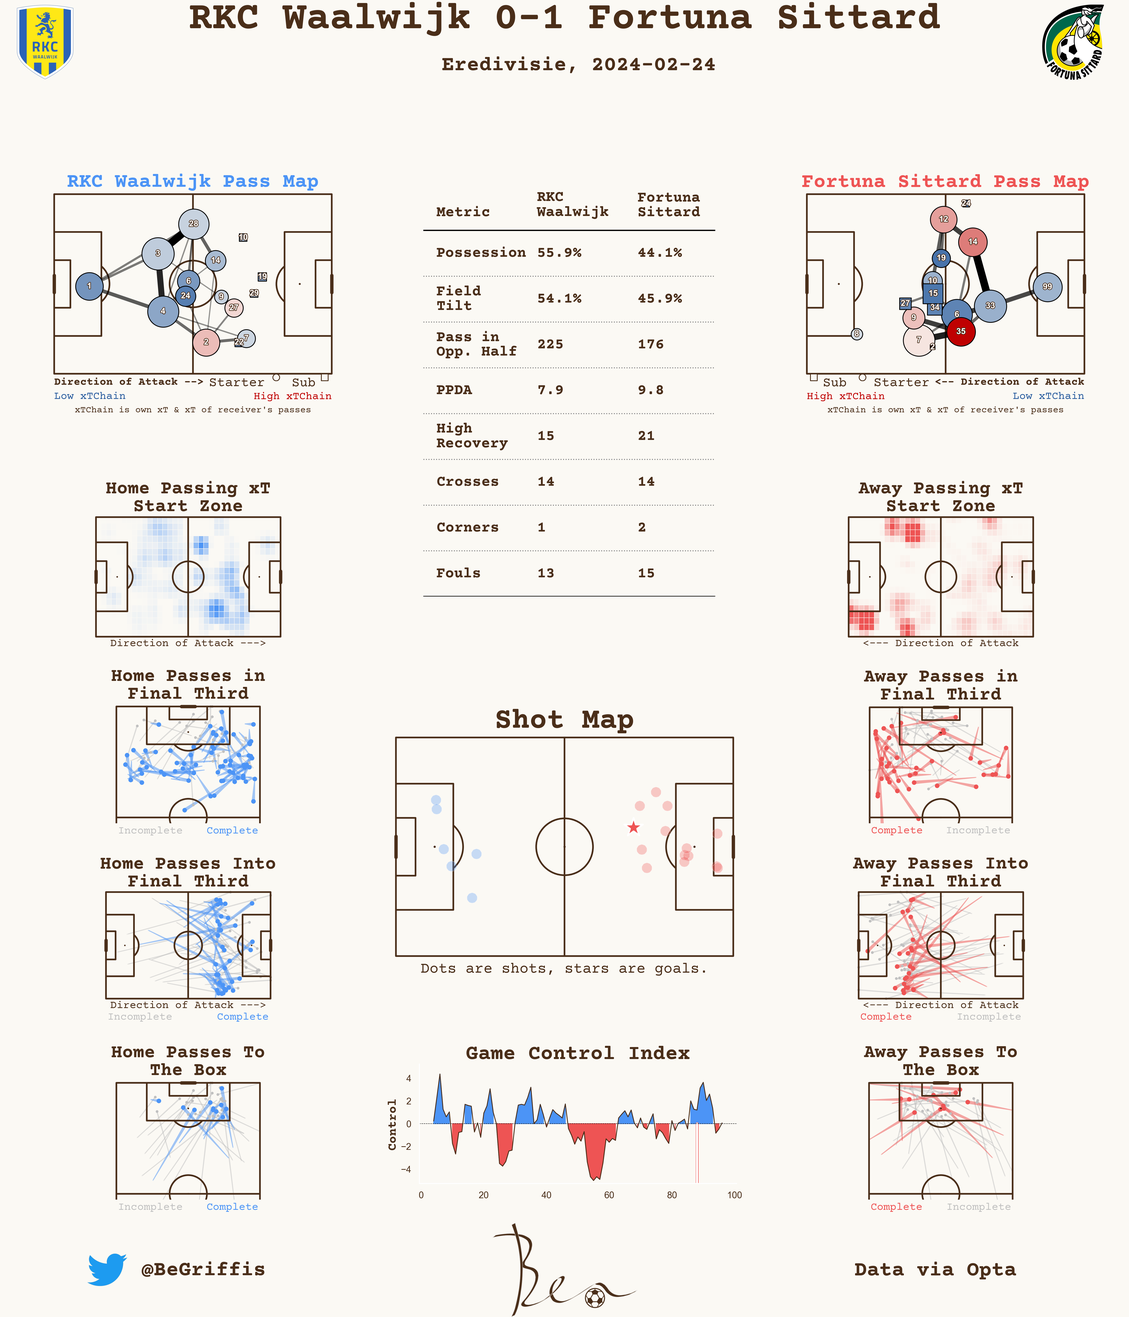 RKC Waalwijk 0-1 Fortuna Sittard
RKC
WAALWIJK
FORTUNA SITTARD
Eredivisie, 2024-02-24
RKC Waalwijk Pass Map
28
3
14
1
6
24
9
27
4
2
7
22
10
19
29
Direction of Attack --> Starter Sub
Low xTChain High xTChain
xTChain is own xT & xT of receiver's passes
Metric RKC Waalwijk Fortuna Sittard
Possession 55.9% 44.1%
Field Tilt 54.1% 45.9%
Pass in Opp. Half 225 176
PPDA 7.9 9.8
High Recovery 15 21
Crosses 14 14
Corners 1 2
Fouls 13 15
Fortuna Sittard Pass Map
24
12
14
19
10
15
27
34
9
6
33
99
35
7
2
8
Sub Starter <-- Direction of Attack
High xTChain Low xTChain
xTChain is own xT & xT of receiver's passes
Home Passing xT
Start Zone
Direction of Attack --->
Away Passing xT
Start Zone
<--- Direction of Attack
Home Passes in
Final Third
Incomplete Complete
Away Passes in
Final Third
Complete Incomplete
Shot Map
Dots are shots, stars are goals.
Home Passes Into
Final Third
Direction of Attack --->
Incomplete Complete
Away Passes Into
Final Third
<--- Direction of Attack
Complete Incomplete
Home Passes To
The Box
Incomplete Complete
Game Control Index
Control
4
2
0
−2
−4
0 20 40 60 80 100
Away Passes To
The Box
Complete Incomplete
@BeGriffis
Ben
Data via Opta